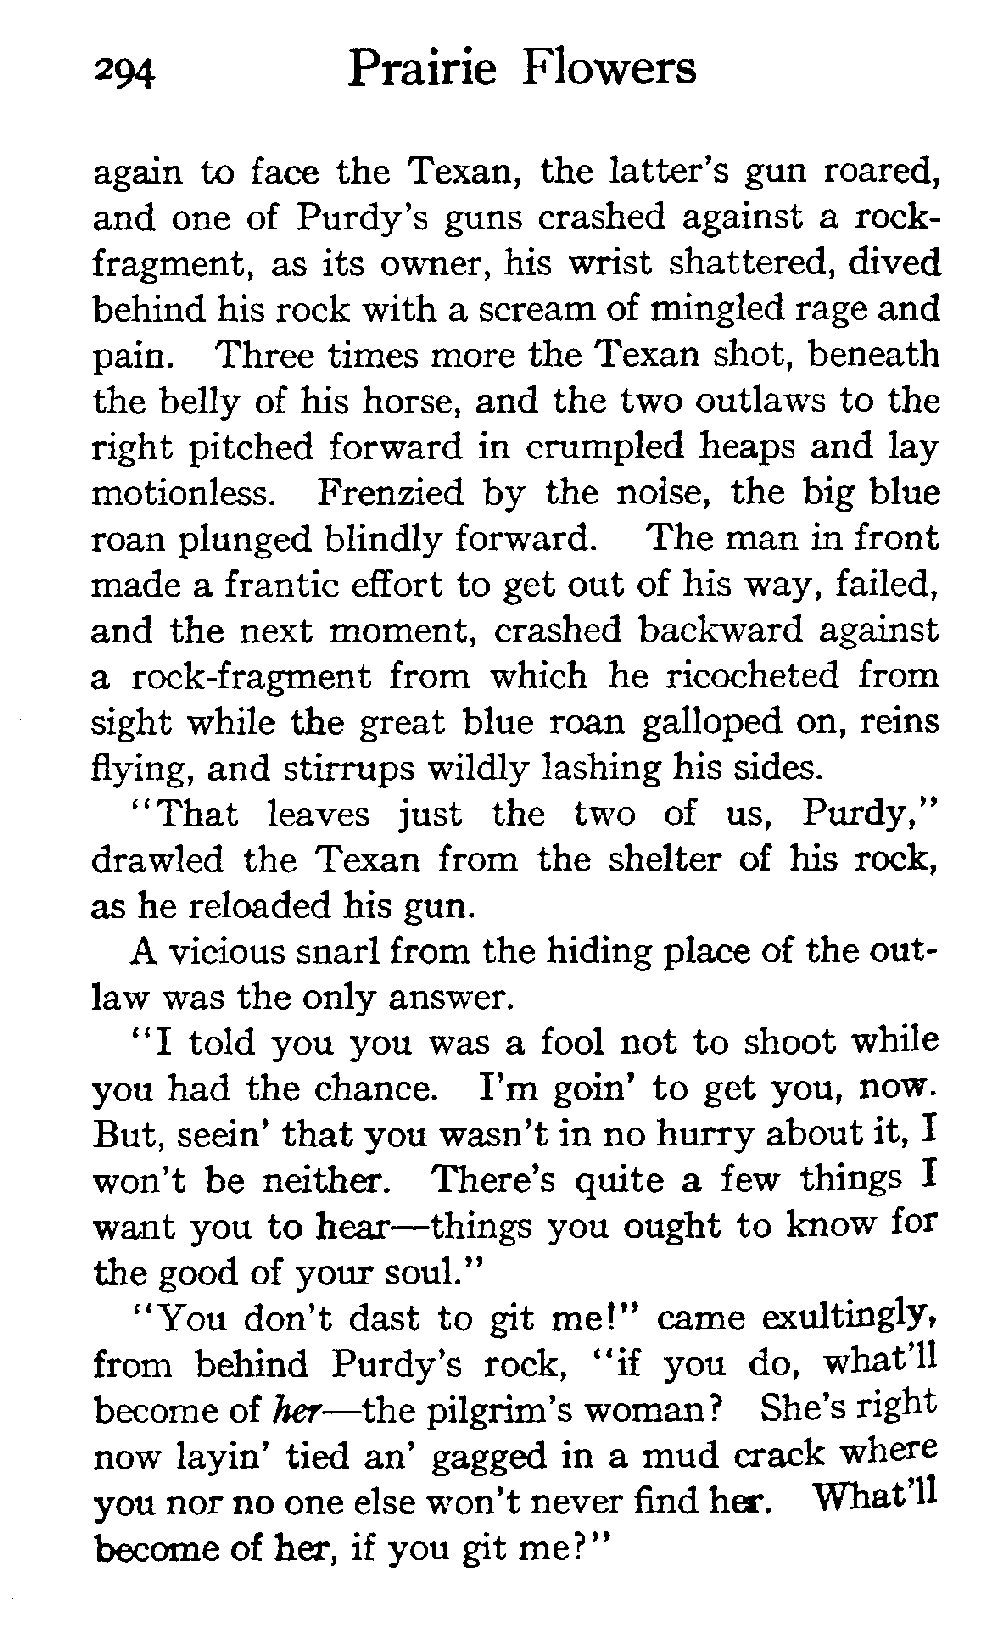 294 Prairie Flowers
again to face the Texan, the latter's gun roared,
and one of Purdy's guns crashed against a rock-
fragment, as its owner, his wrist shattered, dived
behind his rock with a scream of mingled rage and
pain. Three times more the Texan shot, beneath
the belly of his horse, and the two outlaws to the
right pitched forward in crumpled heaps and lay
motionless. Frenzied by the noise, the big blue
roan plunged blindly forward. The man in front
made a frantic effort to get out of his way, failed,
and the next moment, crashed backward against
a rock-fragment from which he ricocheted from
sight while the great blue roan galloped on, reins
flying, and stirrups wildly lashing his sides.
"That leaves just the two of us, Purdy,"
drawled the Texan from the shelter of his rock,
as he reloaded his gun.
A vicious snarl from the hiding place of the out-
law was the only answer.
"I told you you was a fool not to shoot while
you had the chance. I'm goin' to get you, now.
But, seein' that you wasn't in no hurry about it, I
won't be neither. There's quite a few things I
want you to hear—things you ought to know for
the good of your soul."
"You don't dast to git me!" came exultingly,
from behind Purdy's rock, "if you do, what'll
become of her—the pilgrim's woman? She's right
now layin' tied an' gagged in a mud crack where
you nor no one else won't never find her. What'll
become of her, if you git me?"